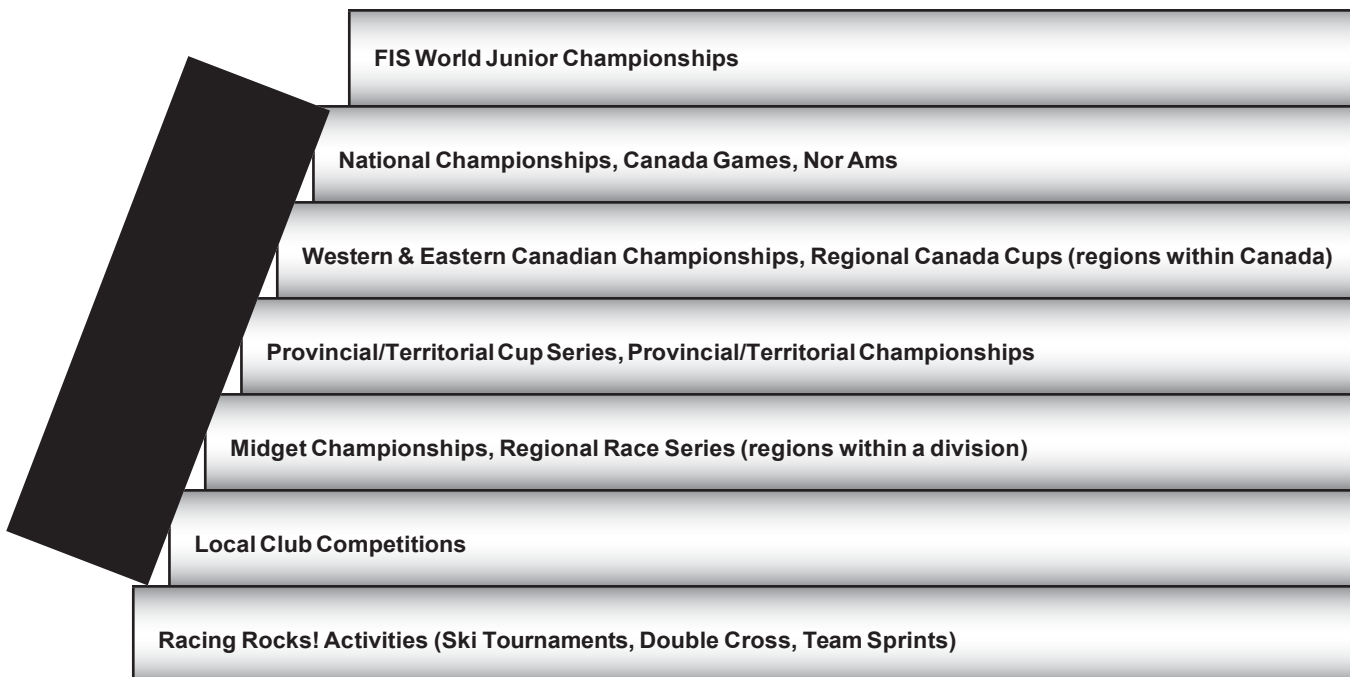 FIS World Junior Championships
National Championships, Canada Games, Nor Ams
Western & Eastern Canadian Championships, Regional Canada Cups (regions within Canada)
Provincial/Territorial Cup Series, Provincial/Territorial Championships
Midget Championships, Regional Race Series (regions within a division)
Local Club Competitions
Racing Rocks! Activities (Ski Tournaments, Double Cross, Team Sprints)